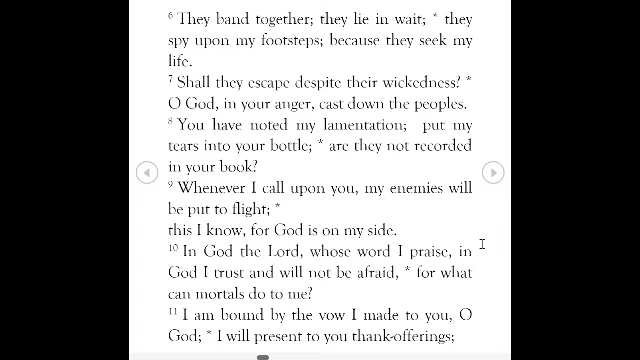 6 They band together; they lie in wait; * they
spy upon my footsteps; because they seek my
life.
7 Shall they escape despite their wickedness? *
O God, in your anger, cast down the peoples.
8 You have noted my lamentation; put my
tears into your bottle; * are they not recorded
in your book?
9 Whenever I call upon you, my enemies will
be put to flight; *
this I know, for God is on my side.
10 In God the Lord, whose word I praise, in
God I trust and will not be afraid, * for what
can mortals do to me?
11 I am bound by the vow I made to you, O
God; * I will present to you thank-offerings;